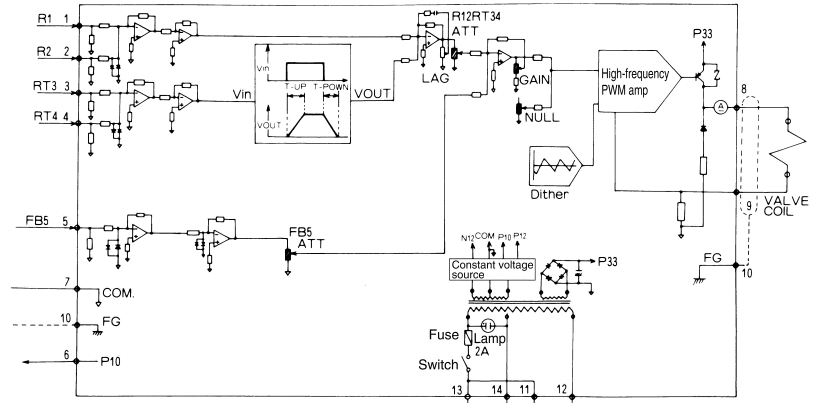 R1 1
R2 2
RT3 3
RT4 4
Vin
Vin
T-UP T-POWN
VOUT
VOUT
R12RT34
ATT
LAG
GAIN
NULL
High-frequency
PWM amp
P33
A
8
Dither
9
VALVE
COIL
FB5 5
FB5
ATT
N12 COM P10 P12
Constant voltage
source
P33
FG
10
7
COM.
10 FG
6 P10
Fuse
Lamp
2A
Switch
13 14 11 12